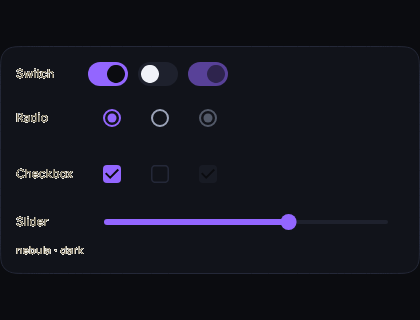 Switch
Radio
Checkbox
Slider
nebula • dark